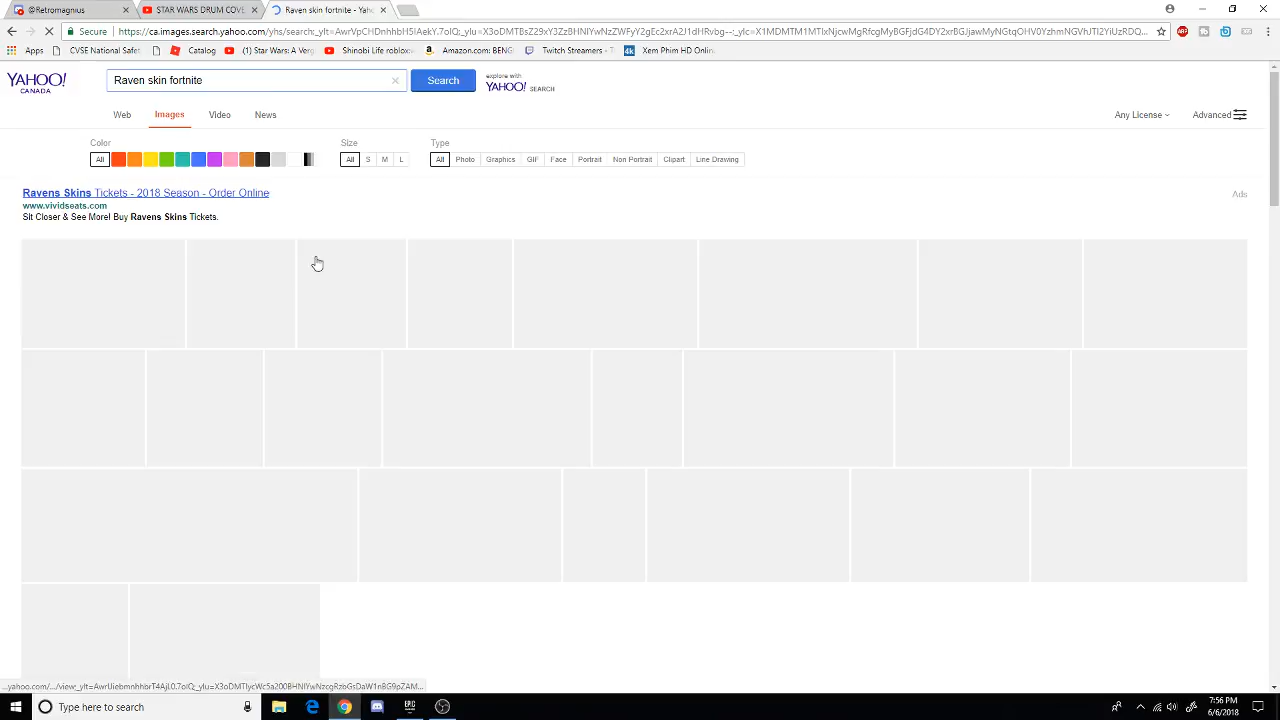 @Retromagnus
STAR WARS DRUM COVE
Raven skin fortnite - Yaho
Secure
Apps
CVSE National Safet
Catalog
(1) Star Wars: A Verg
Shinobi Life roblox
Amazon.com: BENG
Twitch Streamers - T
Xem Phim HD Onlin
YAHOO!
CANADA
Raven skin fortnite
Search
explore with
YAHOO! SEARCH
Web
Images
Video
News
Any License
Advanced
Color
Size
Type
All
All
S
M
L
All
Photo
Graphics
GIF
Face
Portrait
Non Portrait
Clipart
Line Drawing
Ravens Skins Tickets - 2018 Season - Order Online
www.vividseats.com
Ads
Sit Closer & See More! Buy Ravens Skins Tickets.
Type here to search
EPIC
7:56 PM
6/6/2018